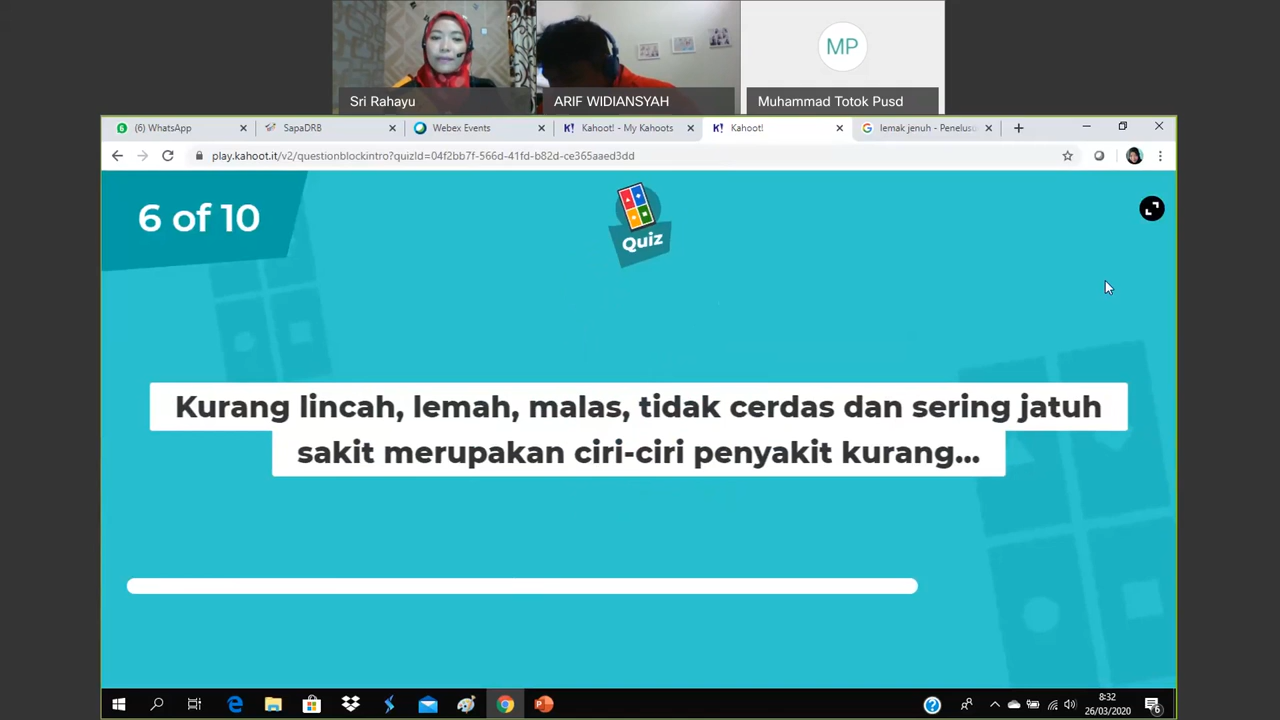 Sri Rahayu
ARIF WIDIANSYAH
MP
Muhammad Totok Pusd
(6) WhatsApp
SapaDRB
Webex Events
K! Kahoot! - My Kahoots
K! Kahoot!
lemak jenuh - Penelusu
play.kahoot.it/v2/questionblockintro?quizId=04f2bb7f-566d-41fd-b82d-ce365aaed3dd
6 of 10
Quiz
Kurang lincah, lemah, malas, tidak cerdas dan sering jatuh
sakit merupakan ciri-ciri penyakit kurang...
8:32
26/03/2020
6